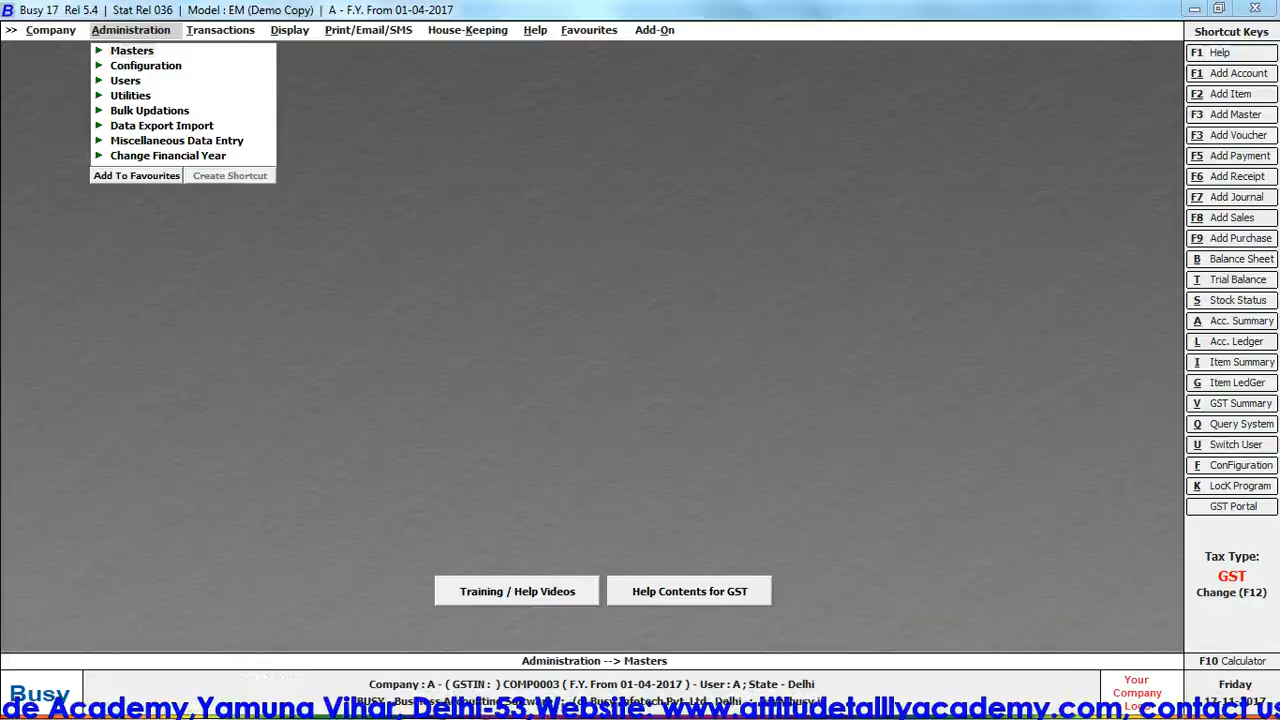 Busy 17 Rel 5.4 | Stat Rel 036 | Model : EM (Demo Copy) | A - F.Y. From 01-04-2017
>> Company Administration Transactions Display Print/Email/SMS House-Keeping Help Favourites Add-On
Masters
Configuration
Users
Utilities
Bulk Updations
Data Export Import
Miscellaneous Data Entry
Change Financial Year
Add To Favourites Create Shortcut
Shortcut Keys
F1 Help
F1 Add Account
F2 Add Item
F3 Add Master
F3 Add Voucher
F5 Add Payment
F6 Add Receipt
F7 Add Journal
F8 Add Sales
F9 Add Purchase
B Balance Sheet
T Trial Balance
S Stock Status
A Acc. Summary
L Acc. Ledger
I Item Summary
G Item LedGer
V GST Summary
Q Query System
U Switch User
F ConFiguration
K LocK Program
GST Portal
Tax Type:
GST
Change (F12)
Training / Help Videos Help Contents for GST
Administration --> Masters
F10 Calculator
Busy
Company : A - ( GSTIN : ) COMP0003 ( F.Y. From 01-04-2017 ) - User : A ; State - Delhi
Your
Company
Logo
Friday
17-11-2017
de Academy,Yamuna Vihar, Delhi-53,Website: www.attitudetallyacademy.com, contact us